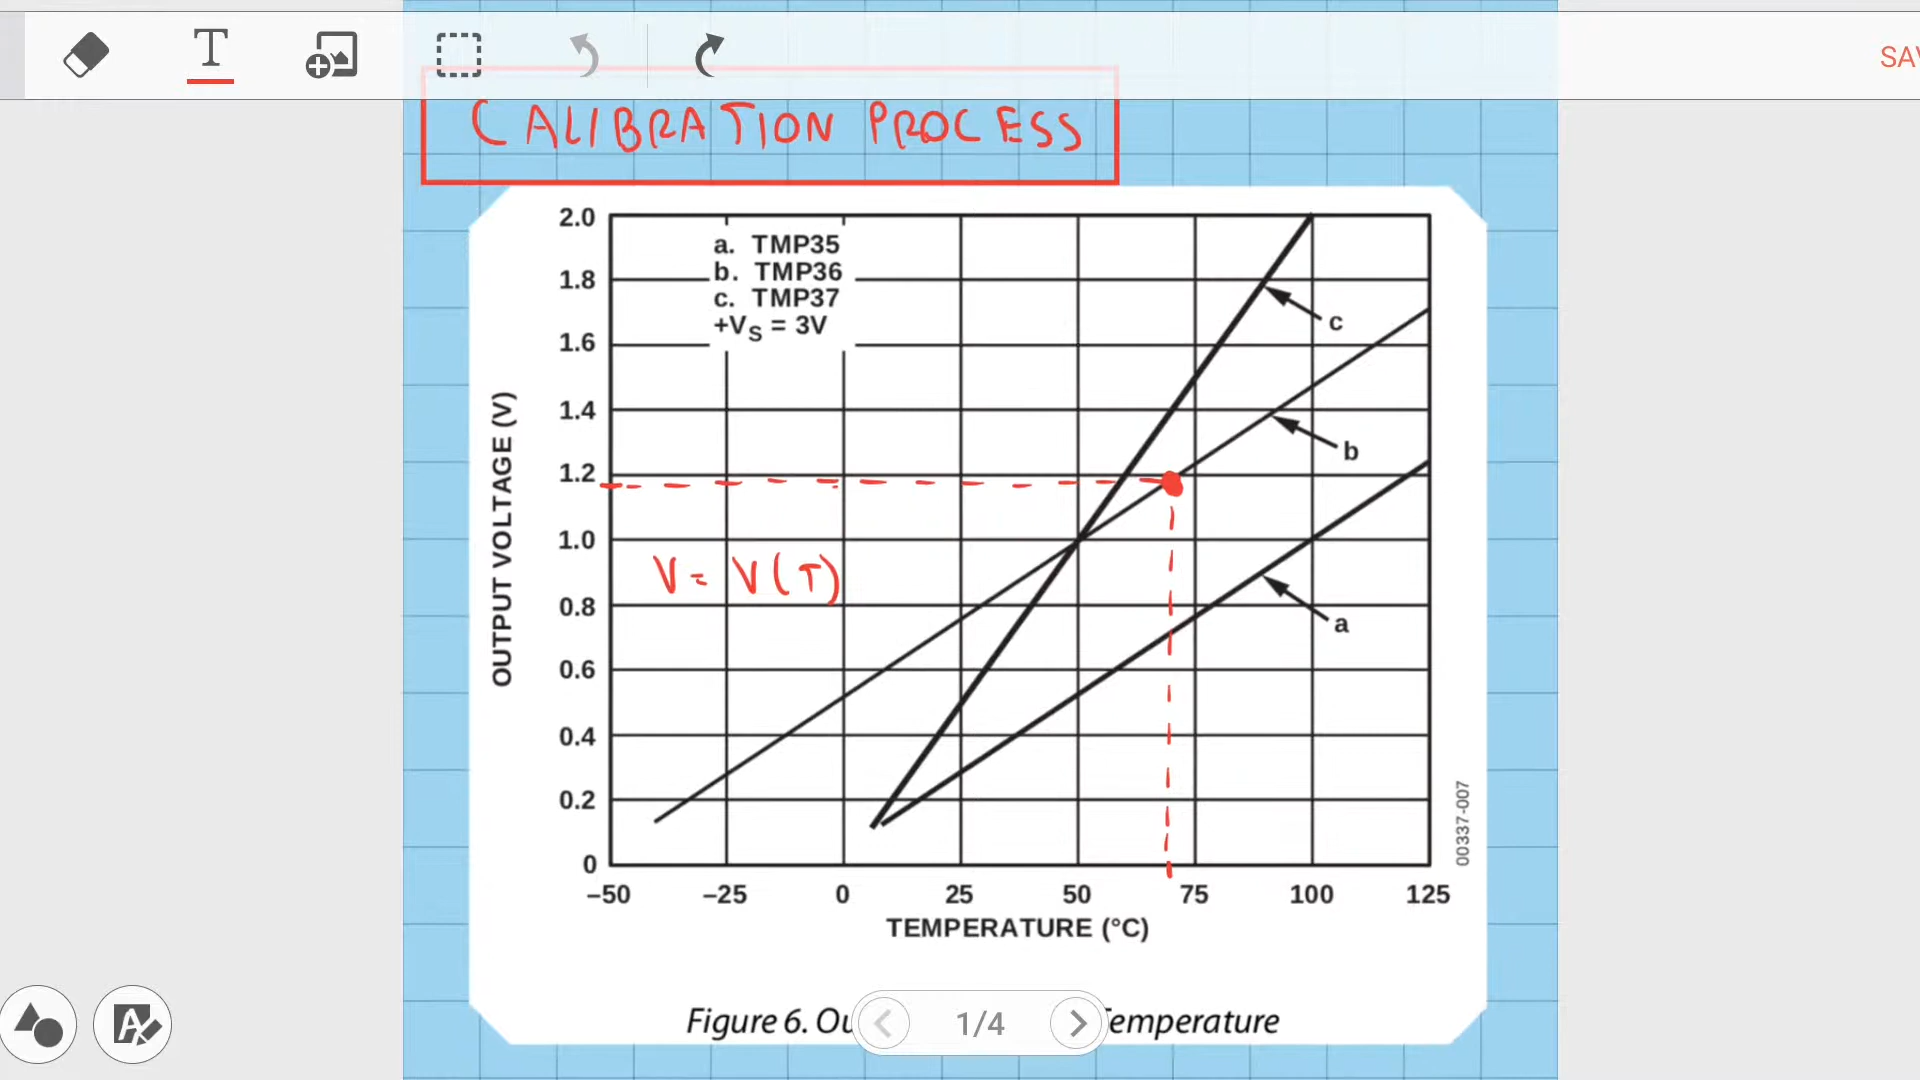 T
SAV
CALIBRATION PROCESS
2.0
1.8
1.6
1.4
1.2
1.0
0.8
0.6
0.4
0.2
0
a. TMP35
b. TMP36
c. TMP37
+VS = 3V
c
b
a
V = V(T)
OUTPUT VOLTAGE (V)
00337-007
–50 –25 0 25 50 75 100 125
TEMPERATURE (°C)
A
Figure 6. Ou
1/4
emperature